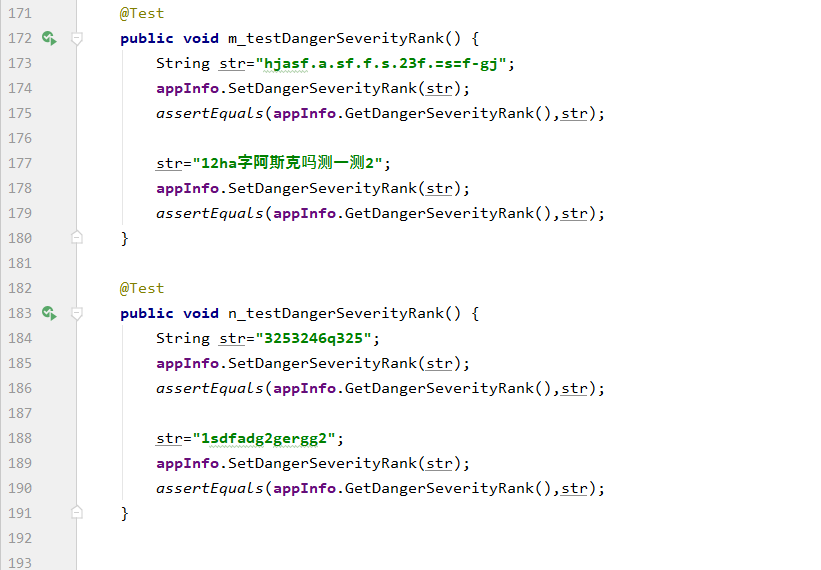 171 @Test
172 public void m_testDangerSeverityRank() {
173 String str="hjasf.a.sf.f.s.23f.=s=f-gj";
174 appInfo.SetDangerSeverityRank(str);
175 assertEquals(appInfo.GetDangerSeverityRank(),str);
176
177 str="12ha字阿斯克吗测一测2";
178 appInfo.SetDangerSeverityRank(str);
179 assertEquals(appInfo.GetDangerSeverityRank(),str);
180 }
181
182 @Test
183 public void n_testDangerSeverityRank() {
184 String str="3253246q325";
185 appInfo.SetDangerSeverityRank(str);
186 assertEquals(appInfo.GetDangerSeverityRank(),str);
187
188 str="1sdfadg2gergg2";
189 appInfo.SetDangerSeverityRank(str);
190 assertEquals(appInfo.GetDangerSeverityRank(),str);
191 }
192
193